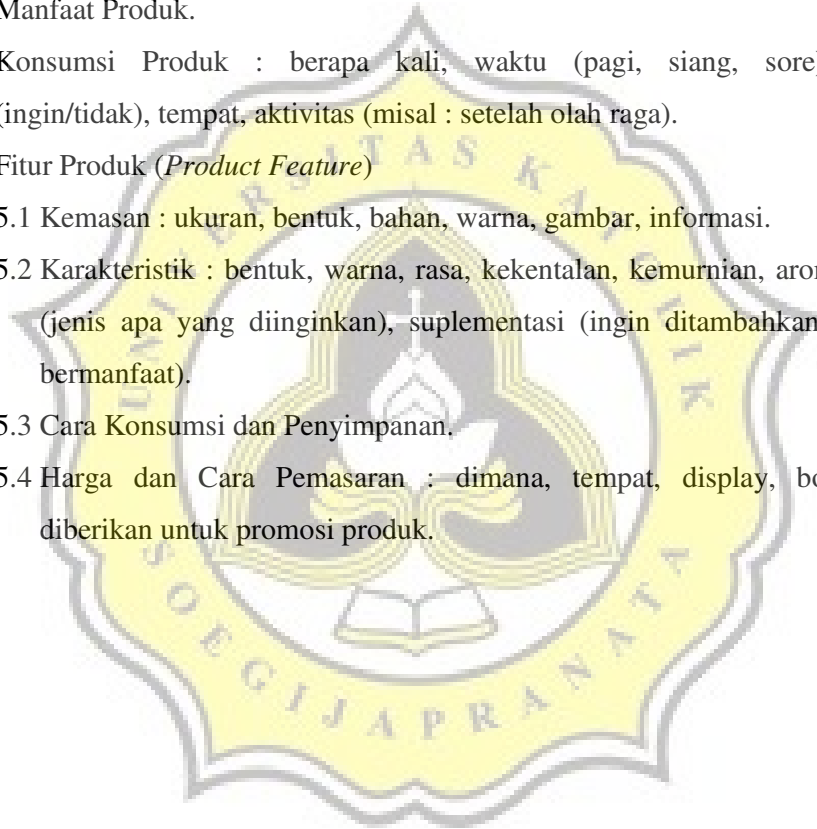 Manfaat Produk.
Konsumsi Produk : berapa kali, waktu (pagi, siang, sore)
(ingin/tidak), tempat, aktivitas (misal : setelah olah raga).
Fitur Produk (Product Feature)
5.1 Kemasan : ukuran, bentuk, bahan, warna, gambar, informasi.
5.2 Karakteristik : bentuk, warna, rasa, kekentalan, kemurnian,
(jenis apa yang diinginkan), suplementasi (ingin ditambahkan
bermanfaat).
5.3 Cara Konsumsi dan Penyimpanan.
5.4 Harga dan Cara Pemasaran : dimana, tempat, display,
diberikan untuk promosi produk.
UNIVERSITAS KATOLIK
SOEGIJAPRANATA